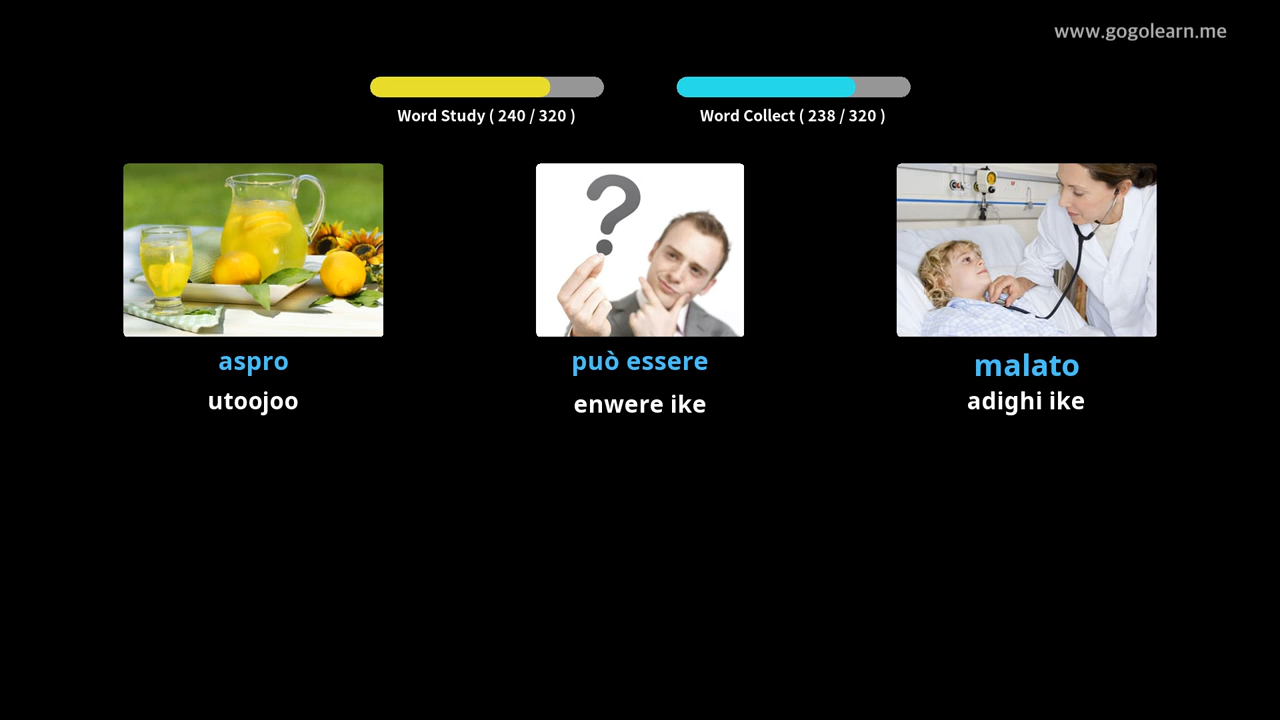 www.gogolearn.me
Word Study ( 240 / 320 )
Word Collect ( 238 / 320 )
aspro
utoojoo
può essere
enwere ike
malato
adighi ike